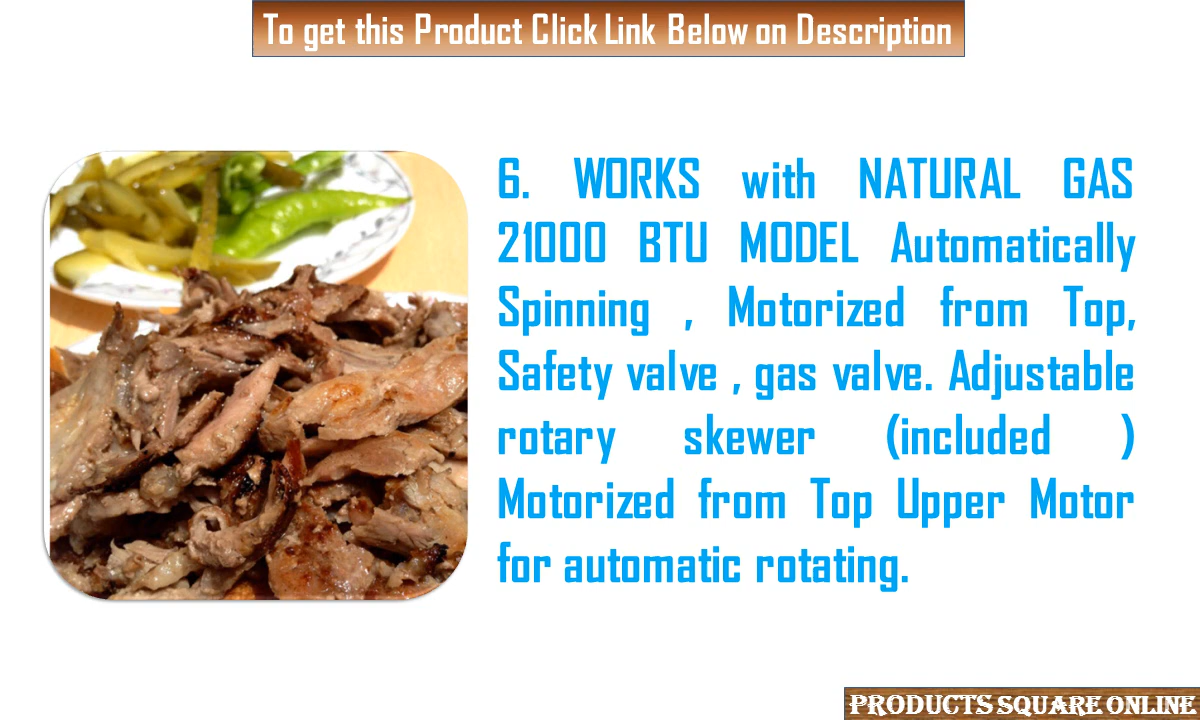 To get this Product Click Link Below on Description
6. WORKS with NATURAL GAS
21000 BTU MODEL Automatically
Spinning , Motorized from Top,
Safety valve , gas valve. Adjustable
rotary skewer (included )
Motorized from Top Upper Motor
for automatic rotating.
PRODUCTS SQUARE ONLINE